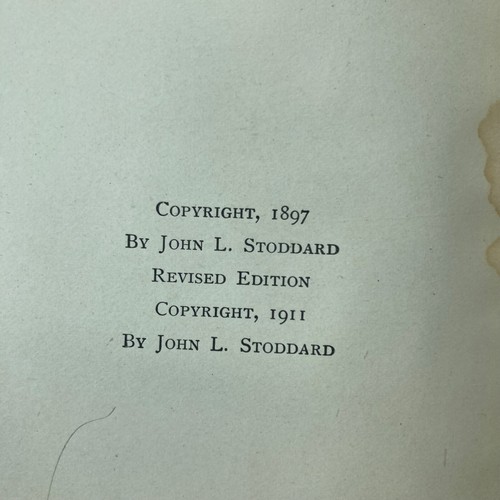 Copyright, 1897
By John L. Stoddard
Revised Edition
Copyright, 1911
By John L. Stoddard